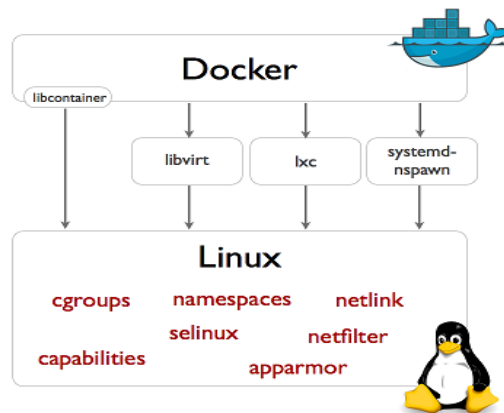 Docker
libcontainer
libvirt
lxc
systemd-
nspawn
Linux
cgroups namespaces netlink
selinux netfilter
capabilities apparmor